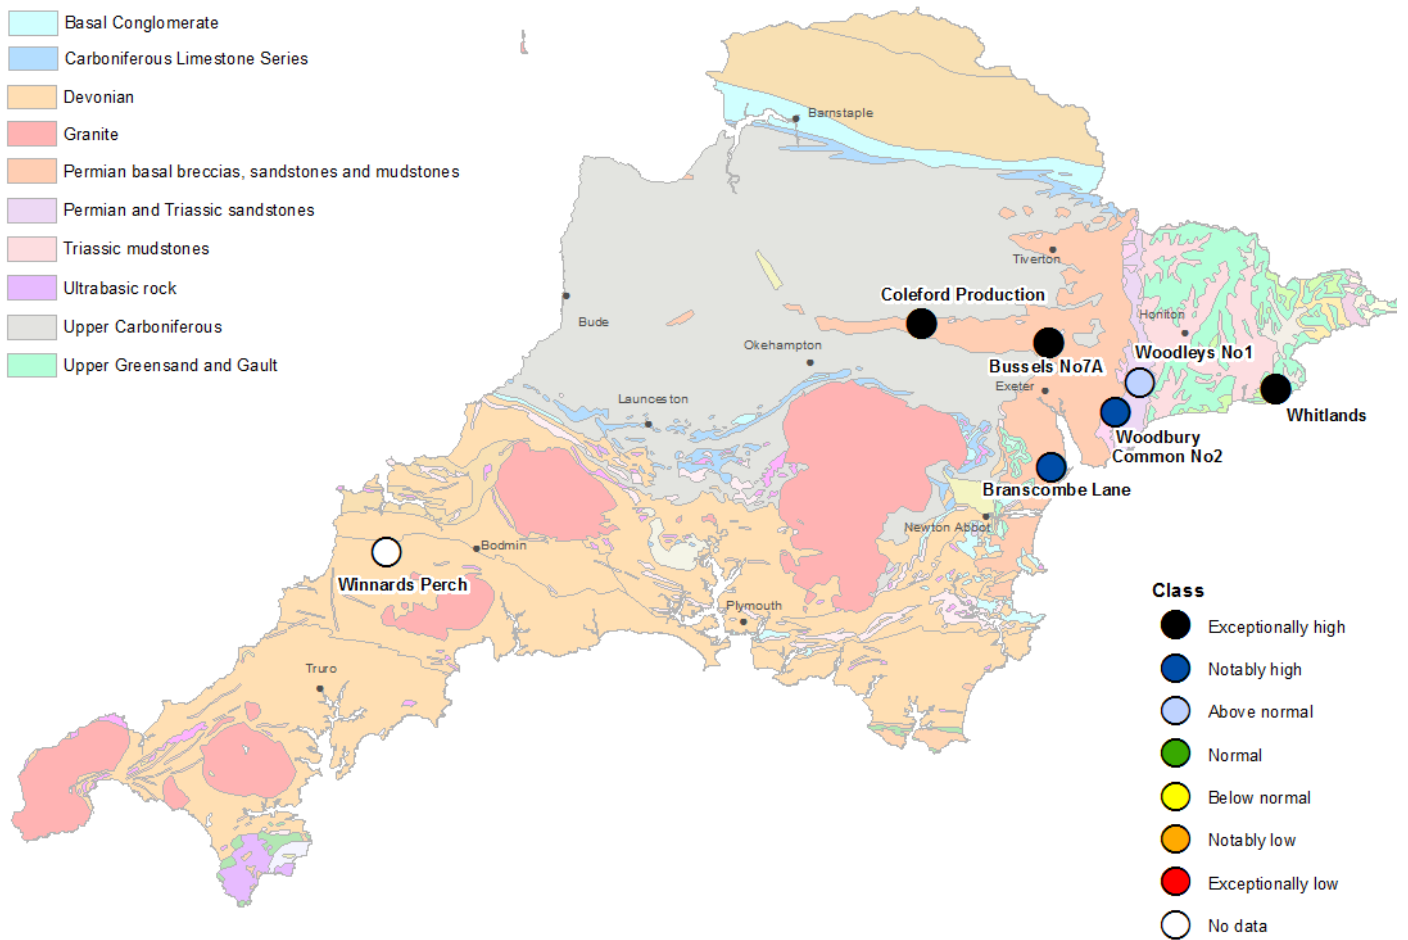 Basal Conglomerate
Carboniferous Limestone Series
Devonian
Granite
Permian basal breccias, sandstones and mudstones
Permian and Triassic sandstones
Triassic mudstones
Ultrabasic rock
Upper Carboniferous
Upper Greensand and Gault
Barnstaple
Tiverton
Coleford Production
Bude
Honiton
Okehampton
Woodleys No1
Bussels No7A
Exeter
Launceston
Whitlands
Woodbury
Common No2
Branscombe Lane
Newton Abbot
Bodmin
Winnards Perch
Plymouth
Truro
Class
Exceptionally high
Notably high
Above normal
Normal
Below normal
Notably low
Exceptionally low
No data